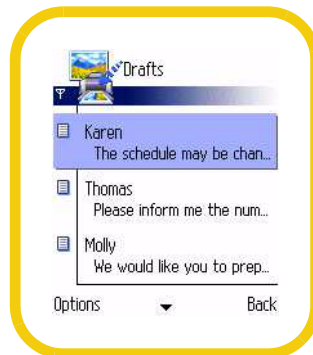 Drafts
Karen
The schedule may be chan...
Thomas
Please inform me the num...
Molly
We would like you to prep...
Options
Back